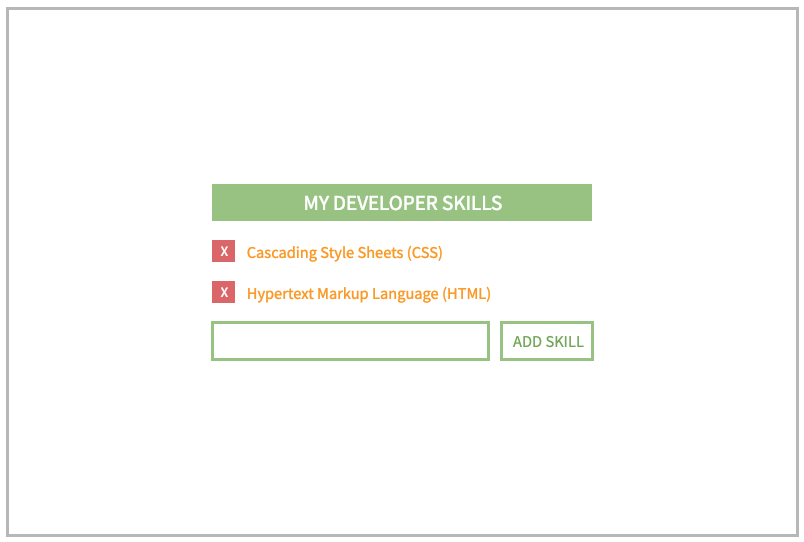 MY DEVELOPER SKILLS
X Cascading Style Sheets (CSS)
X Hypertext Markup Language (HTML)
ADD SKILL